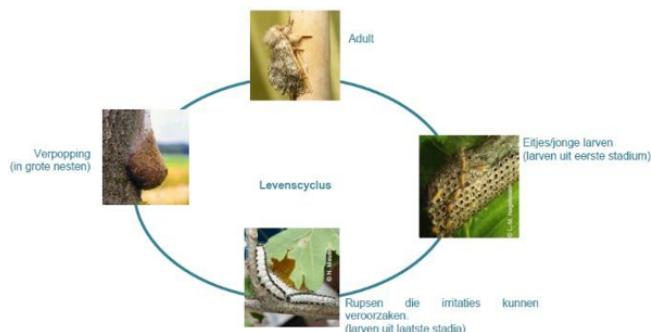 Adult
Eitjes/jonge larven
(larven uit eerste stadium)
Verpopping
(in grote nesten)
Levenscyclus
Rupsen die irritaties kunnen
veroorzaken.
(larven uit laatste stadia)